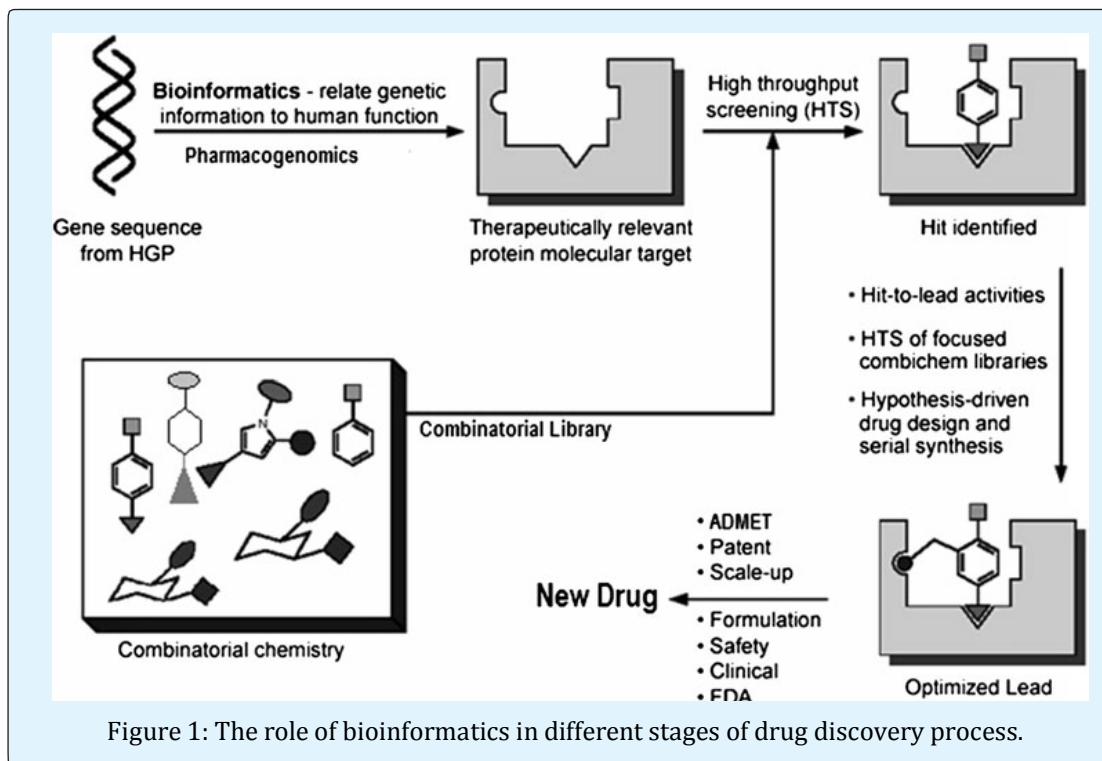 Bioinformatics - relate genetic
information to human function
Pharmacogenomics
High throughput
screening (HTS)
Gene sequence
from HGP
Therapeutically relevant
protein molecular target
Hit identified
• Hit-to-lead activities
• HTS of focused
combichem libraries
• Hypothesis-driven
drug design and
serial synthesis
N
Combinatorial Library
Combinatorial chemistry
• ADMET
• Patent
• Scale-up
New Drug
• Formulation
• Safety
• Clinical
• FDA
Optimized Lead
Figure 1: The role of bioinformatics in different stages of drug discovery process.